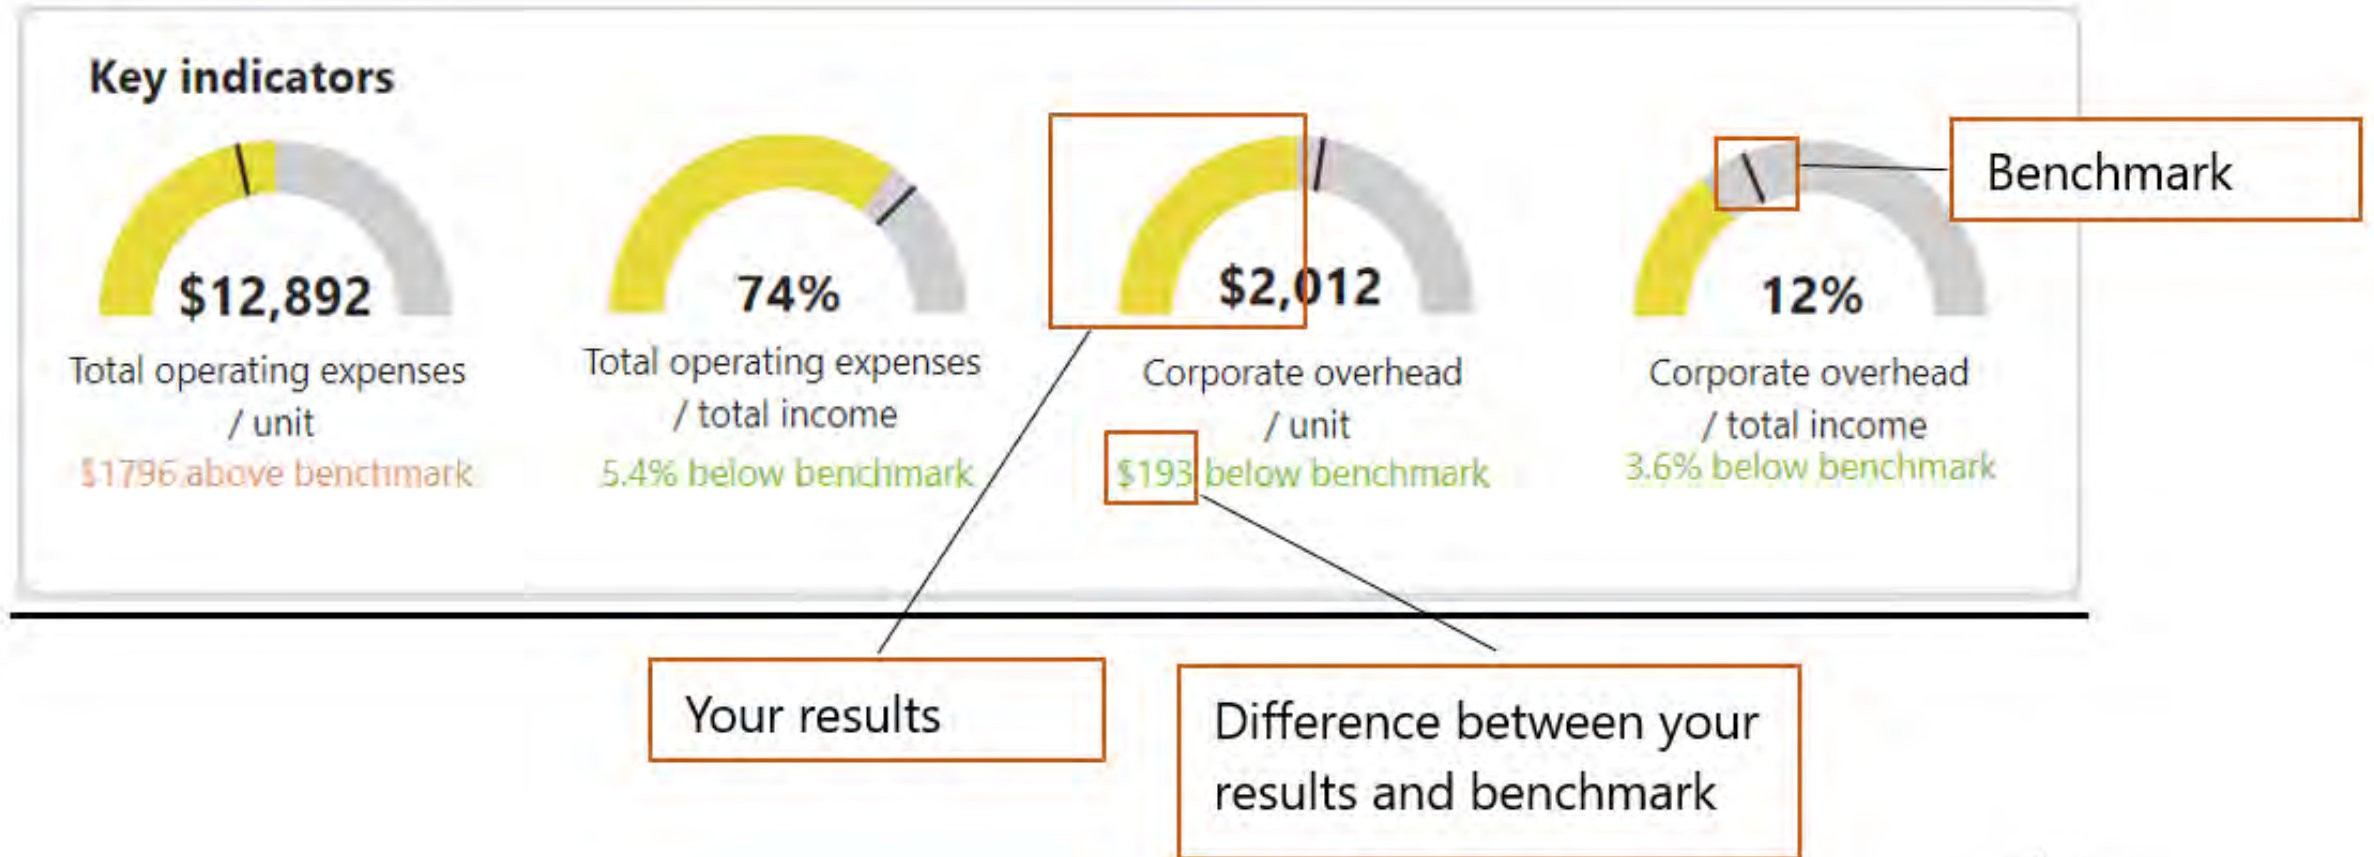 Key indicators
$12,892
Total operating expenses
/ unit
$1796 above benchmark
74%
Total operating expenses
/ total income
5.4% below benchmark
$2,012
Corporate overhead
/ unit
$193 below benchmark
12%
Corporate overhead
/ total income
3.6% below benchmark
Benchmark
Your results
Difference between your
results and benchmark